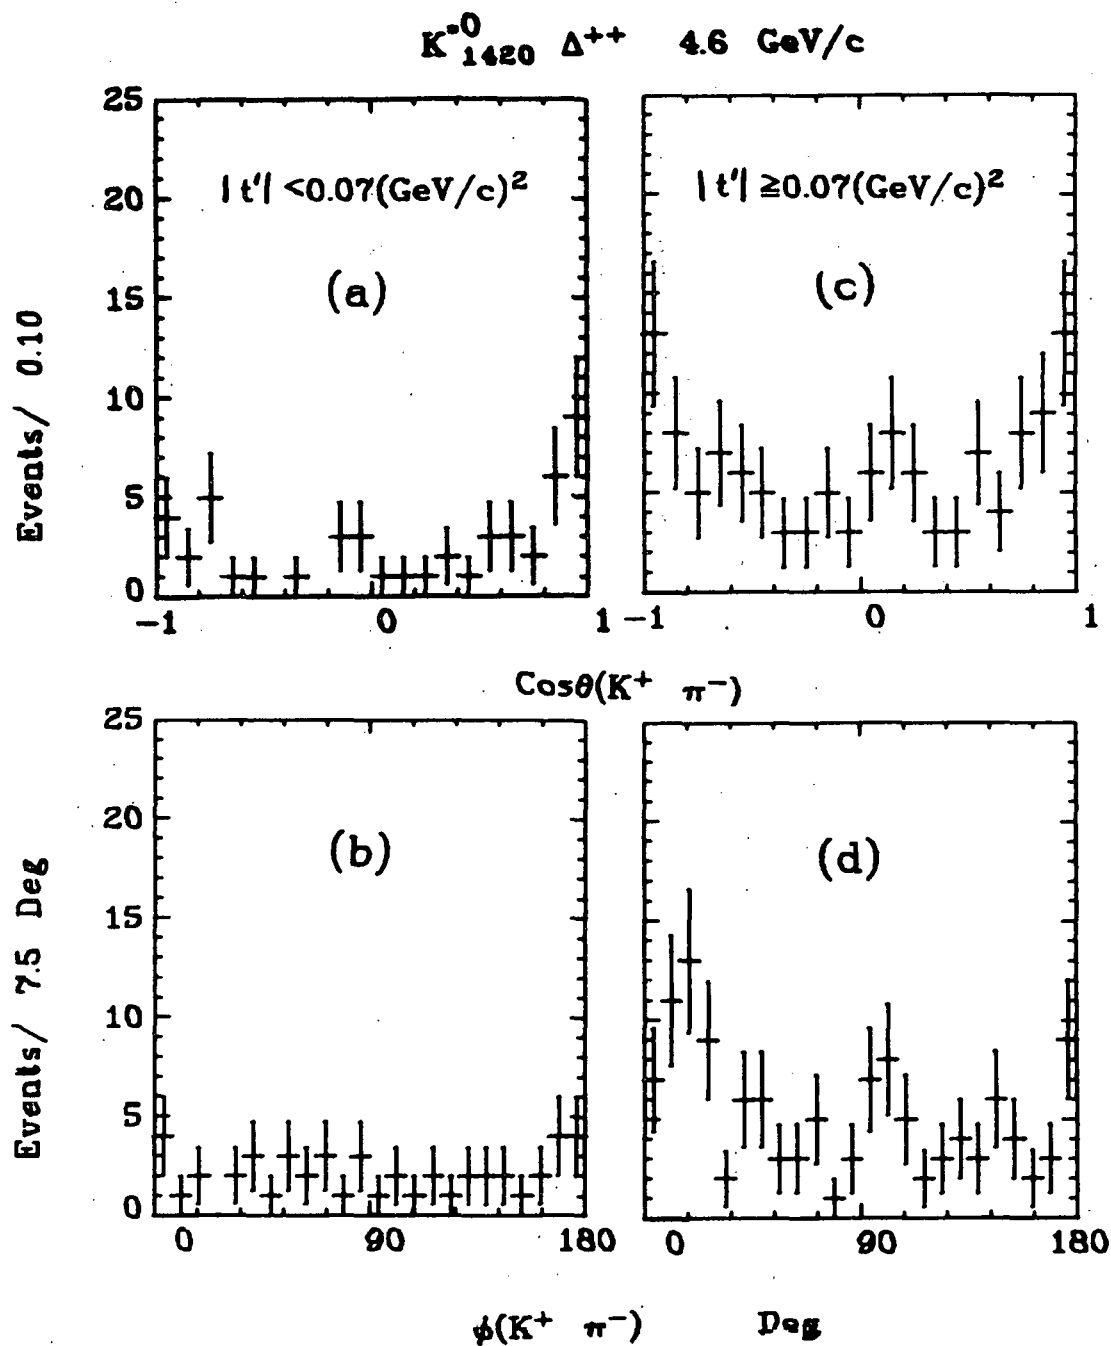 K*0 1420 Δ++ 4.6 GeV/c
25
20
15
10
5
0
|t'| <0.07(GeV/c)2
(a)
|t'| ≧0.07(GeV/c)2
(c)
Events/ 0.10
-1 0 1 -1 0 1
Cosθ(K+ π−)
25
20
15
10
5
0
(b)
(d)
Events/ 7.5 Deg
0 90 180 0 90 180
ϕ(K+ π−) Deg